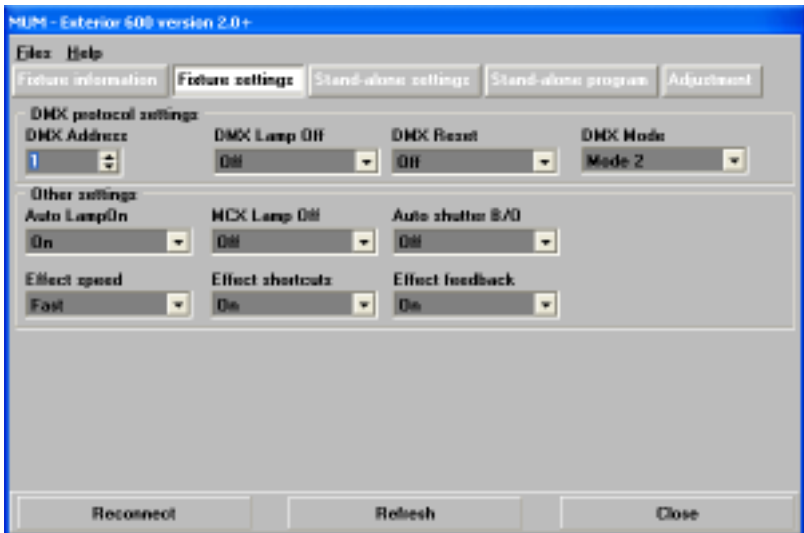 MUM - Exterior 600 version 2.0+
Files Help
Fixture information Fixture settings Stand-alone settings Stand-alone program Adjustment
DMX protocol settings
DMX Address DMX Lamp Off DMX Reset DMX Mode
1 Off Off Mode 2
Other settings
Auto LampOn MCX Lamp Off Auto shutter B/O
On Off Off
Effect speed Effect shortcuts Effect feedback
Fast On On
Reconnect Refresh Close